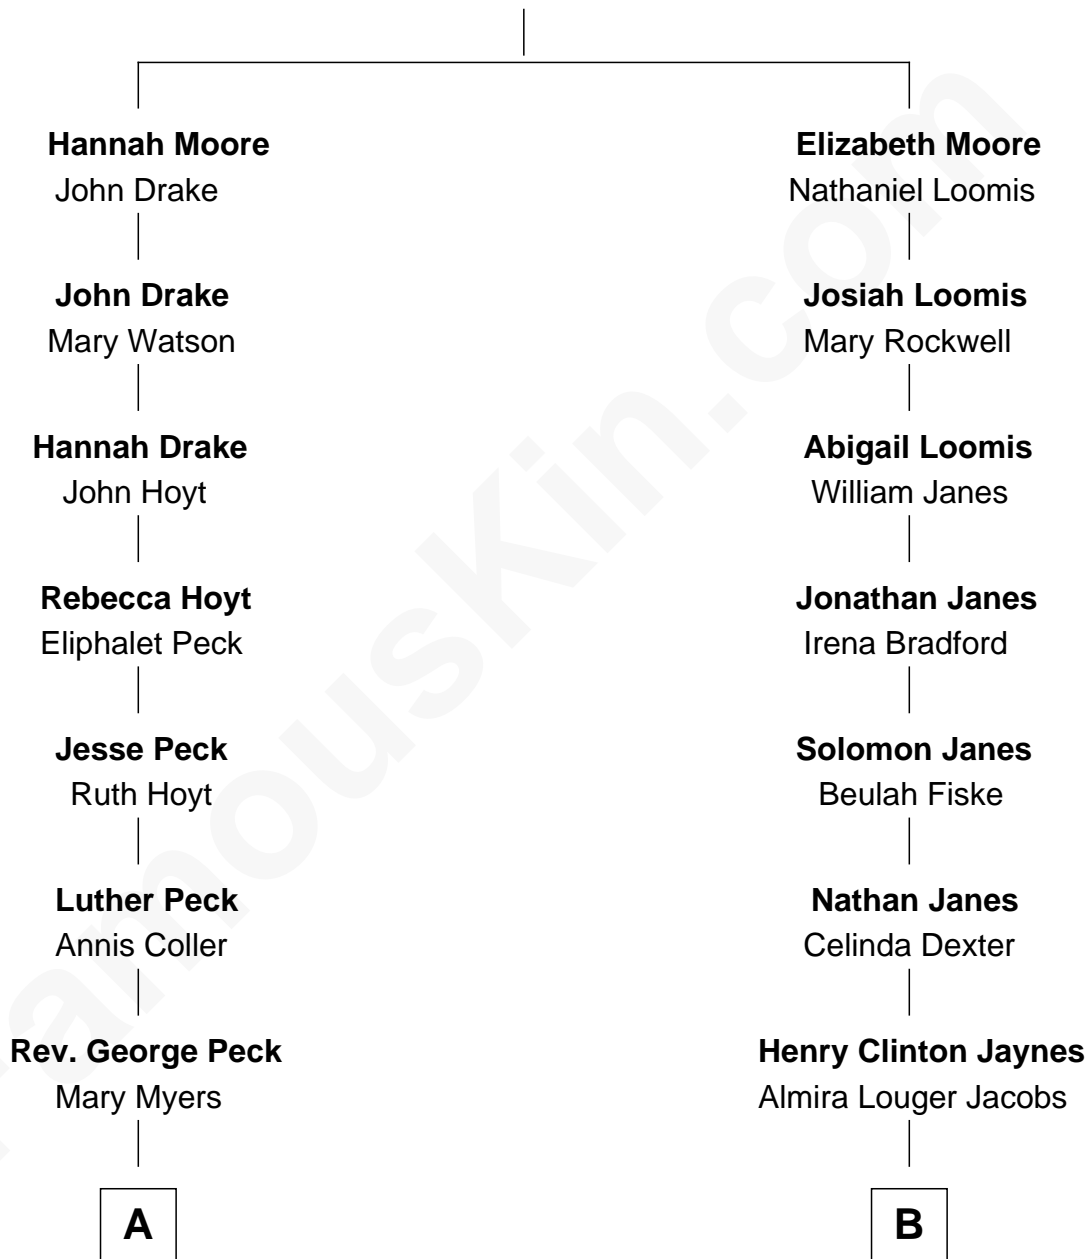 Hannah Moore
John Drake
John Drake
Mary Watson
Hannah Drake
John Hoyt
Rebecca Hoyt
Eliphalet Peck
Jesse Peck
Ruth Hoyt
Luther Peck
Annis Coller
Rev. George Peck
Mary Myers
A
Elizabeth Moore
Nathaniel Loomis
Josiah Loomis
Mary Rockwell
Abigail Loomis
William Janes
Jonathan Janes
Irena Bradford
Solomon Janes
Beulah Fiske
Nathan Janes
Celinda Dexter
Henry Clinton Jaynes
Almira Louger Jacobs
B
FamousKin.com